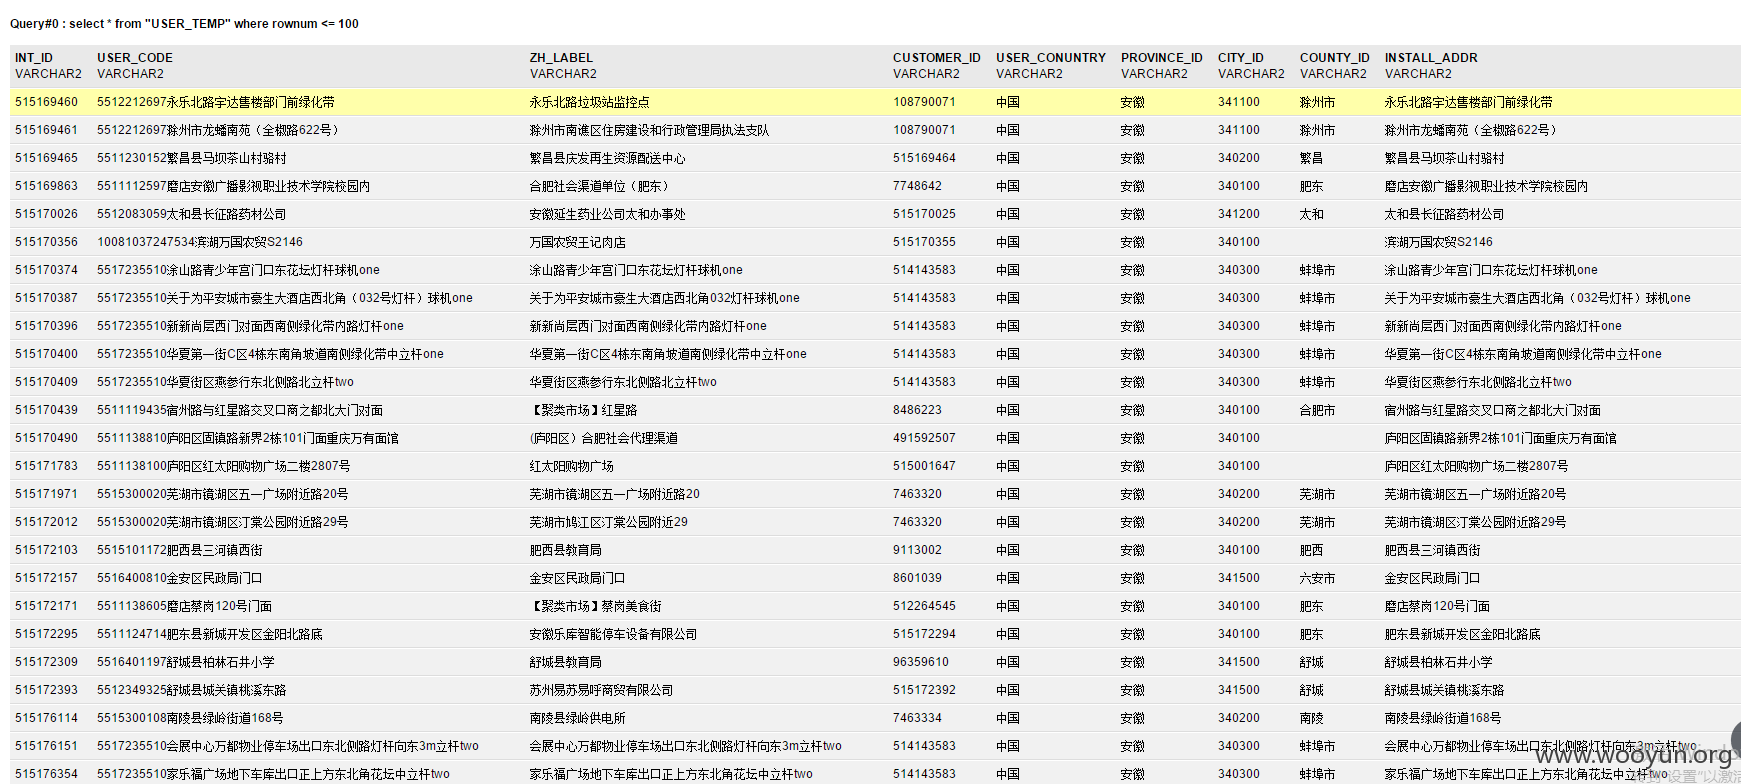 Query#0 : select * from "USER_TEMP" where rownum <= 100
INT_ID USER_CODE ZH_LABEL CUSTOMER_ID USER_CONUNTRY PROVINCE_ID CITY_ID COUNTY_ID INSTALL_ADDR
VARCHAR2 VARCHAR2 VARCHAR2 VARCHAR2 VARCHAR2 VARCHAR2 VARCHAR2 VARCHAR2 VARCHAR2
515169460 5512212697永乐北路宇达售楼部门前绿化带 永乐北路垃圾站监控点 108790071 中国 安徽 341100 滁州市 永乐北路宇达售楼部门前绿化带
515169461 5512212697滁州市龙蟠南苑（全椒路622号） 滁州市南谯区住房建设和行政管理局执法支队 108790071 中国 安徽 341100 滁州市 滁州市龙蟠南苑（全椒路622号）
515169465 5511230152繁昌县马坝茶山村骆村 繁昌县庆发再生资源配送中心 515169464 中国 安徽 340200 繁昌 繁昌县马坝茶山村骆村
515169863 5511112597磨店安徽广播影视职业技术学院校园内 合肥社会渠道单位（肥东） 7748642 中国 安徽 340100 肥东 磨店安徽广播影视职业技术学院校园内
515170026 5512083059太和县长征路药材公司 安徽延生药业公司太和办事处 515170025 中国 安徽 341200 太和 太和县长征路药材公司
515170356 10081037247534滨湖万国农贸S2146 万国农贸王记肉店 515170355 中国 安徽 340100 滨湖万国农贸S2146
515170374 5517235510涂山路青少年宫门口东花坛灯杆球机one 涂山路青少年宫门口东花坛灯杆球机one 514143583 中国 安徽 340300 蚌埠市 涂山路青少年宫门口东花坛灯杆球机one
515170387 5517235510关于为平安城市豪生大酒店西北角（032号灯杆）球机one 关于为平安城市豪生大酒店西北角032灯杆球机one 514143583 中国 安徽 340300 蚌埠市 关于为平安城市豪生大酒店西北角（032号灯杆）球机one
515170396 5517235510新新尚层西门对面西南侧绿化带内路灯杆one 新新尚层西门对面西南侧绿化带内路灯杆one 514143583 中国 安徽 340300 蚌埠市 新新尚层西门对面西南侧绿化带内路灯杆one
515170400 5517235510华夏第一街C区4栋东南角坡道南侧绿化带中立杆one 华夏第一街C区4栋东南角坡道南侧绿化带中立杆one 514143583 中国 安徽 340300 蚌埠市 华夏第一街C区4栋东南角坡道南侧绿化带中立杆one
515170409 5517235510华夏街区燕参行东北侧路北立杆two 华夏街区燕参行东北侧路北立杆two 514143583 中国 安徽 340300 蚌埠市 华夏街区燕参行东北侧路北立杆two
515170439 5511119435宿州路与红星路交叉口商之都北大门对面 【聚类市场】红星路 8486223 中国 安徽 340100 合肥市 宿州路与红星路交叉口商之都北大门对面
515170490 5511138810庐阳区固镇路新界2栋101门面重庆万有面馆 (庐阳区）合肥社会代理渠道 491592507 中国 安徽 340100 庐阳区固镇路新界2栋101门面重庆万有面馆
515171783 5511138100庐阳区红太阳购物广场二楼2807号 红太阳购物广场 515001647 中国 安徽 340100 庐阳区红太阳购物广场二楼2807号
515171971 5515300020芜湖市镜湖区五一广场附近路20号 芜湖市镜湖区五一广场附近路20 7463320 中国 安徽 340200 芜湖市 芜湖市镜湖区五一广场附近路20号
515172012 5515300020芜湖市镜湖区汀棠公园附近路29号 芜湖市鸠江区汀棠公园附近29 7463320 中国 安徽 340200 芜湖市 芜湖市镜湖区汀棠公园附近路29号
515172103 5515101172肥西县三河镇西街 肥西县教育局 9113002 中国 安徽 340100 肥西 肥西县三河镇西街
515172157 5516400810金安区民政局门口 金安区民政局门口 8601039 中国 安徽 341500 六安市 金安区民政局门口
515172171 5511138605磨店蔡岗120号门面 【聚类市场】蔡岗美食街 512264545 中国 安徽 340100 肥东 磨店蔡岗120号门面
515172295 5511124714肥东县新城开发区金阳北路底 安徽乐库智能停车设备有限公司 515172294 中国 安徽 340100 肥东 肥东县新城开发区金阳北路底
515172309 5516401197舒城县柏林石井小学 舒城县教育局 96359610 中国 安徽 341500 舒城 舒城县柏林石井小学
515172393 5512349325舒城县城关镇桃溪东路 苏州易苏易呼商贸有限公司 515172392 中国 安徽 341500 舒城 舒城县城关镇桃溪东路
515176114 5515300108南陵县绿岭街道168号 南陵县绿岭供电所 7463334 中国 安徽 340200 南陵 南陵县绿岭街道168号
515176151 5517235510会展中心万都物业停车场出口东北侧路灯杆向东3m立杆two 会展中心万都物业停车场出口东北侧路灯杆向东3m立杆two 514143583 中国 安徽 340300 蚌埠市 会展中心万都物业停车场出口东北侧路灯杆向东3m立杆two
515176354 5517235510家乐福广场地下车库出口正上方东北角花坛中立杆two 家乐福广场地下车库出口正上方东北角花坛中立杆two 514143583 中国 安徽 340300 蚌埠市 家乐福广场地下车库出口正上方东北角花坛中立杆two
www.wooyun.org